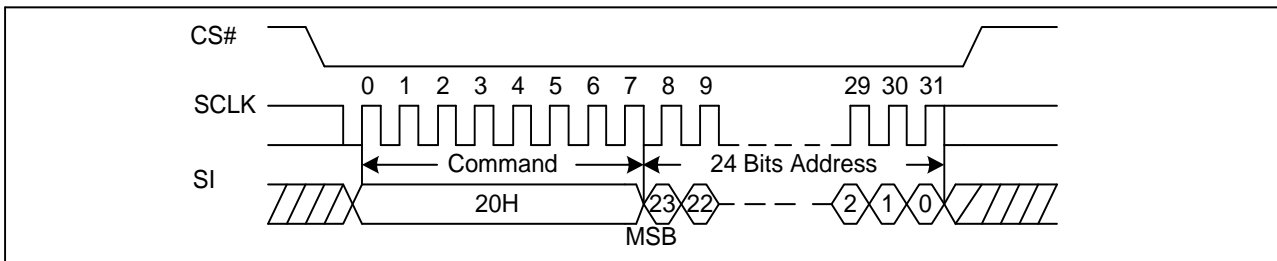 CS#
0 1 2 3 4 5 6 7 8 9 29 30 31
SCLK
Command 24 Bits Address
SI
20H 23 22 2 1 0
MSB